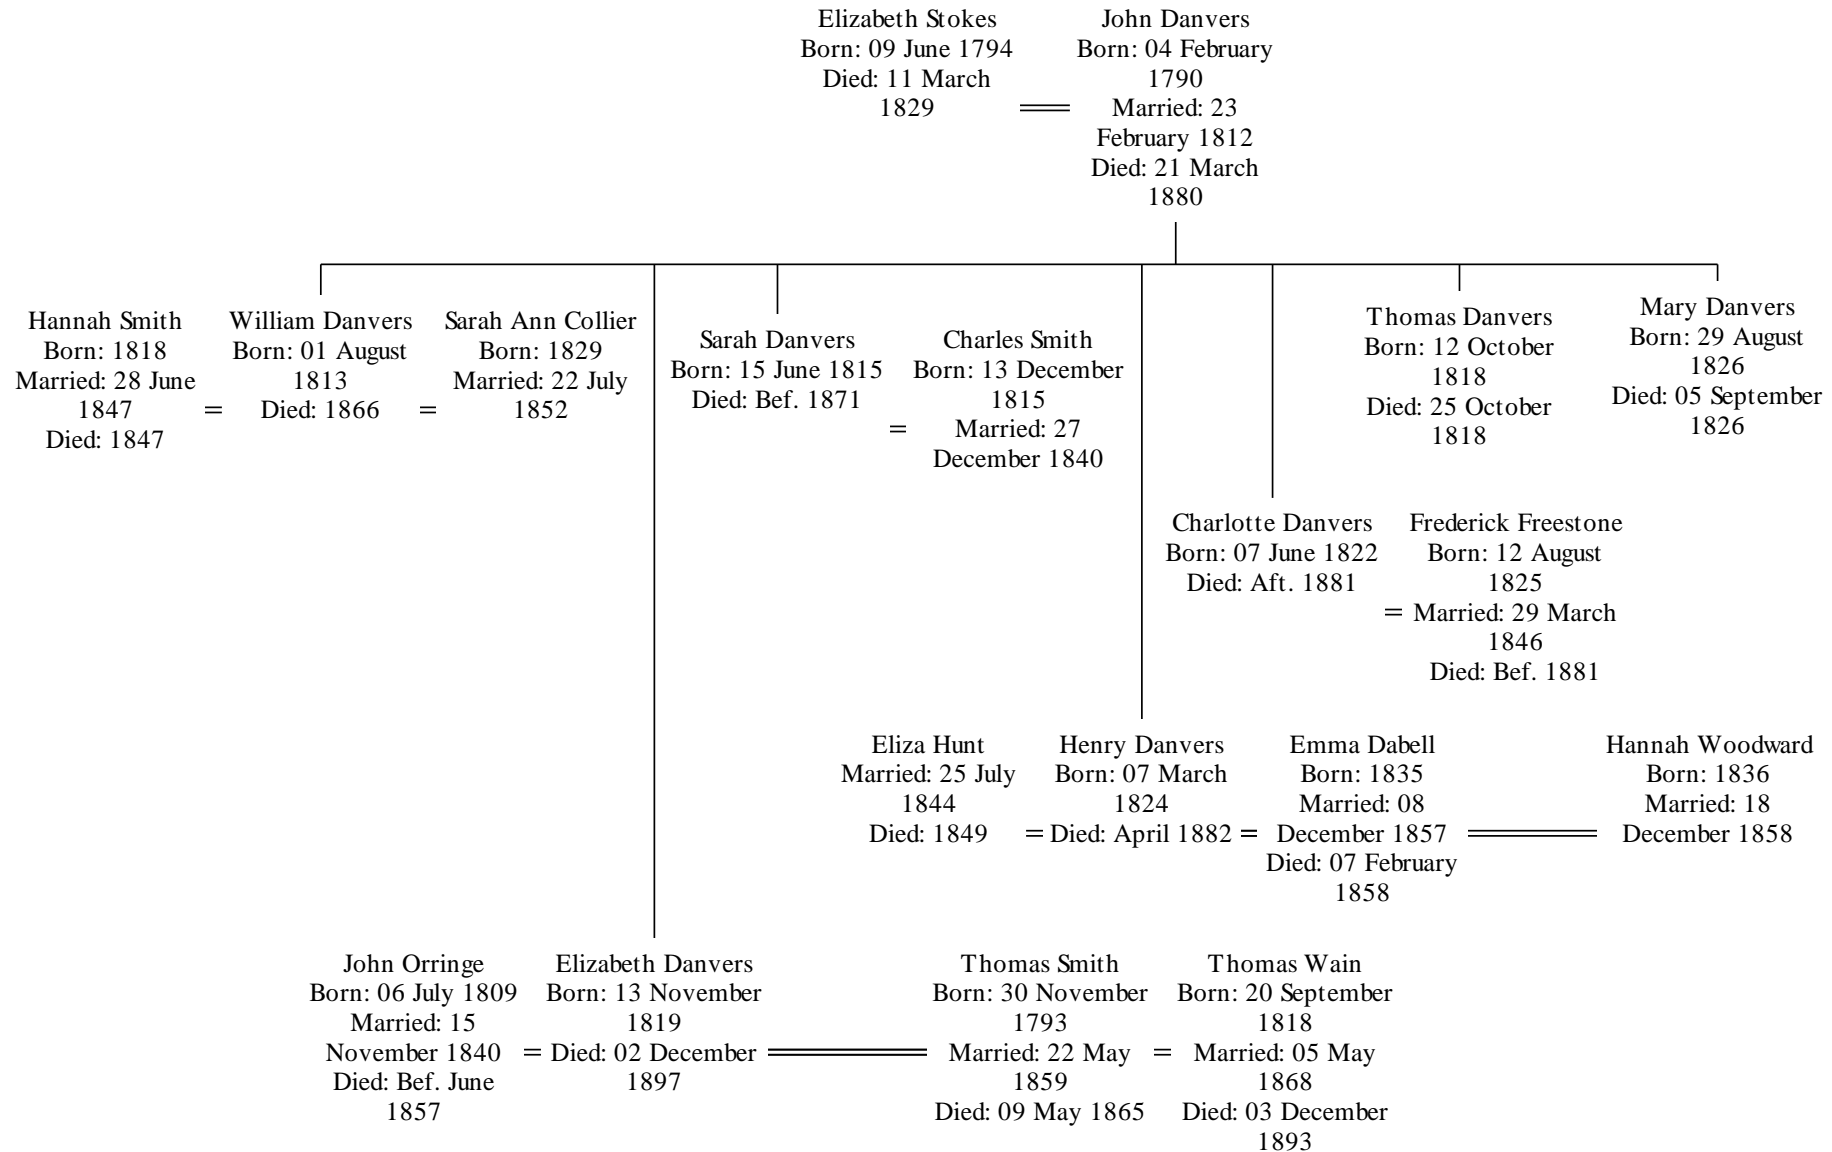 Elizabeth Stokes
Born: 09 June 1794
Died: 11 March
1829
John Danvers
Born: 04 February
1790
Married: 23
February 1812
Died: 21 March
1880
Hannah Smith
Born: 1818
Married: 28 June
1847
Died: 1847
William Danvers
Born: 01 August
1813
Died: 1866
Sarah Ann Collier
Born: 1829
Married: 22 July
1852
Sarah Danvers
Born: 15 June 1815
Died: Bef. 1871
Charles Smith
Born: 13 December
1815
Married: 27
December 1840
Thomas Danvers
Born: 12 October
1818
Died: 25 October
1818
Mary Danvers
Born: 29 August
1826
Died: 05 September
1826
Charlotte Danvers
Born: 07 June 1822
Died: Aft. 1881
Frederick Freestone
Born: 12 August
1825
Married: 29 March
1846
Died: Bef. 1881
Eliza Hunt
Married: 25 July
1844
Died: 1849
Henry Danvers
Born: 07 March
1824
Died: April 1882
Emma Dabell
Born: 1835
Married: 08
December 1857
Died: 07 February
1858
Hannah Woodward
Born: 1836
Married: 18
December 1858
John Orringe
Born: 06 July 1809
Married: 15
November 1840
Died: Bef. June
1857
Elizabeth Danvers
Born: 13 November
1819
Died: 02 December
1897
Thomas Smith
Born: 30 November
1793
Married: 22 May
1859
Died: 09 May 1865
Thomas Wain
Born: 20 September
1818
Married: 05 May
1868
Died: 03 December
1893